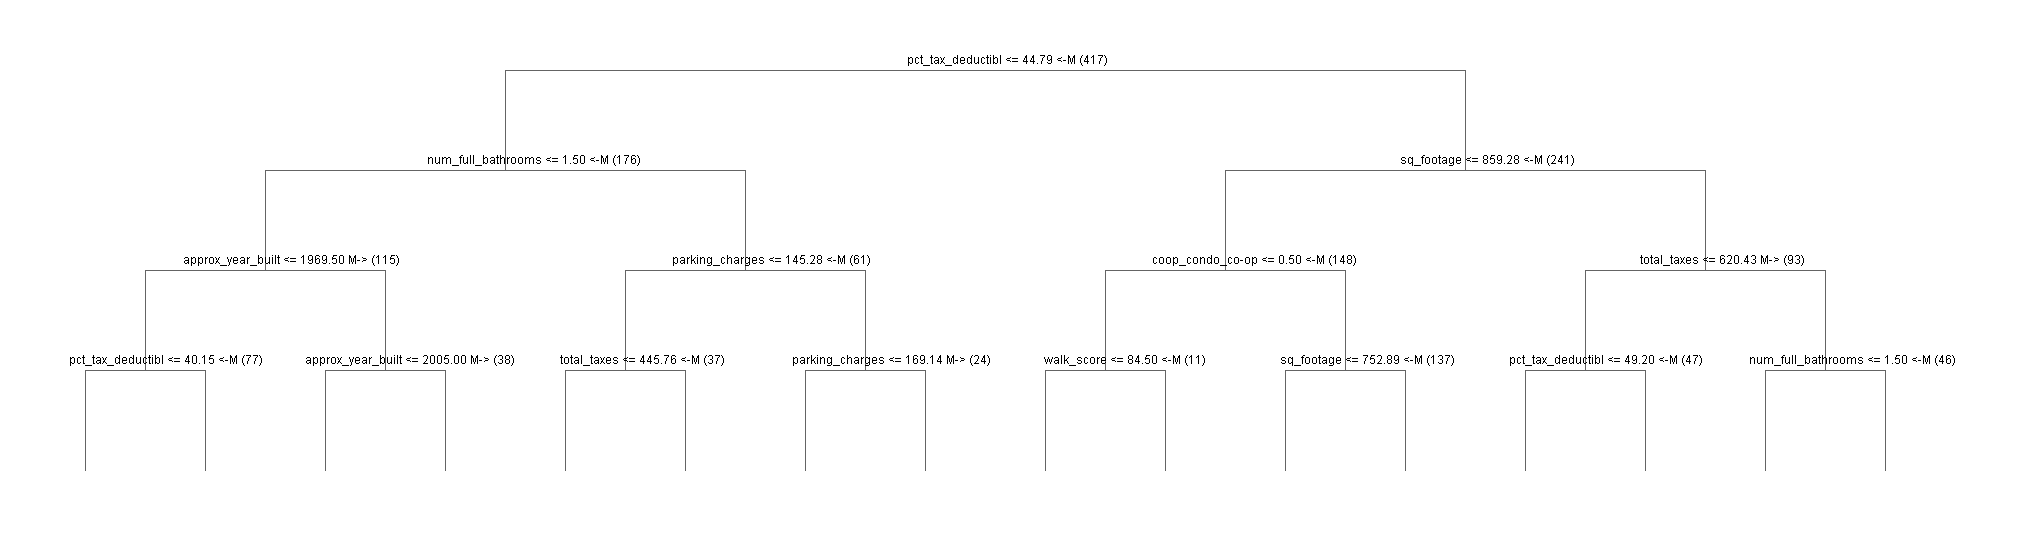 pct_tax_deductibl <= 44.79 <-M (417)
num_full_bathrooms <= 1.50 <-M (176)
sq_footage <= 859.28 <-M (241)
approx_year_built <= 1969.50 M-> (115)
parking_charges <= 145.28 <-M (61)
coop_condo_co-op <= 0.50 <-M (148)
total_taxes <= 620.43 M-> (93)
pct_tax_deductibl <= 40.15 <-M (77)
approx_year_built <= 2005.00 M-> (38)
total_taxes <= 445.76 <-M (37)
parking_charges <= 169.14 M-> (24)
walk_score <= 84.50 <-M (11)
sq_footage <= 752.89 <-M (137)
pct_tax_deductibl <= 49.20 <-M (47)
num_full_bathrooms <= 1.50 <-M (46)